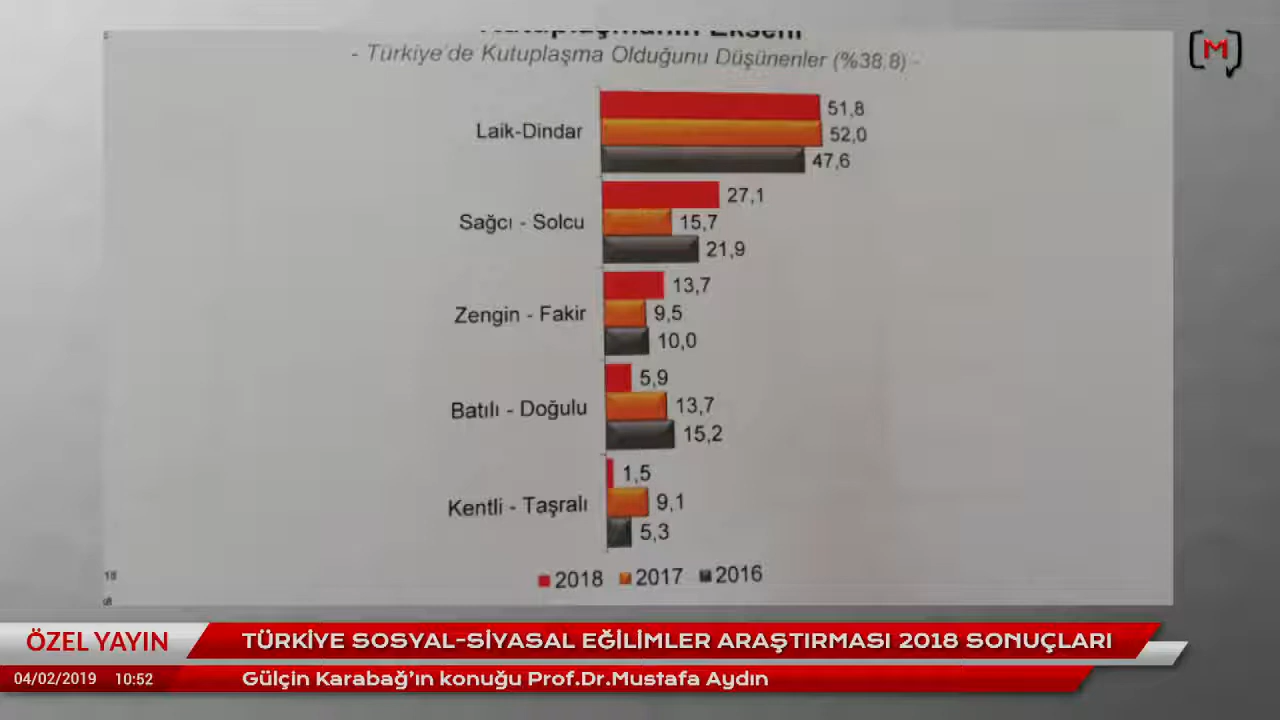 - Türkiye'de Kutuplaşma Olduğunu Düşünenler (%38,8) -
Laik-Dindar
51,8
52,0
47,6
Sağcı - Solcu
27,1
15,7
21,9
Zengin - Fakir
13,7
9,5
10,0
Batılı - Doğulu
5,9
13,7
15,2
Kentli - Taşralı
1,5
9,1
5,3
2018 2017 2016
18
M
ÖZEL YAYIN
TÜRKİYE SOSYAL-SİYASAL EĞİLİMLER ARAŞTIRMASI 2018 SONUÇLARI
04/02/2019 10:52
Gülçin Karabağ'ın konuğu Prof.Dr.Mustafa Aydın